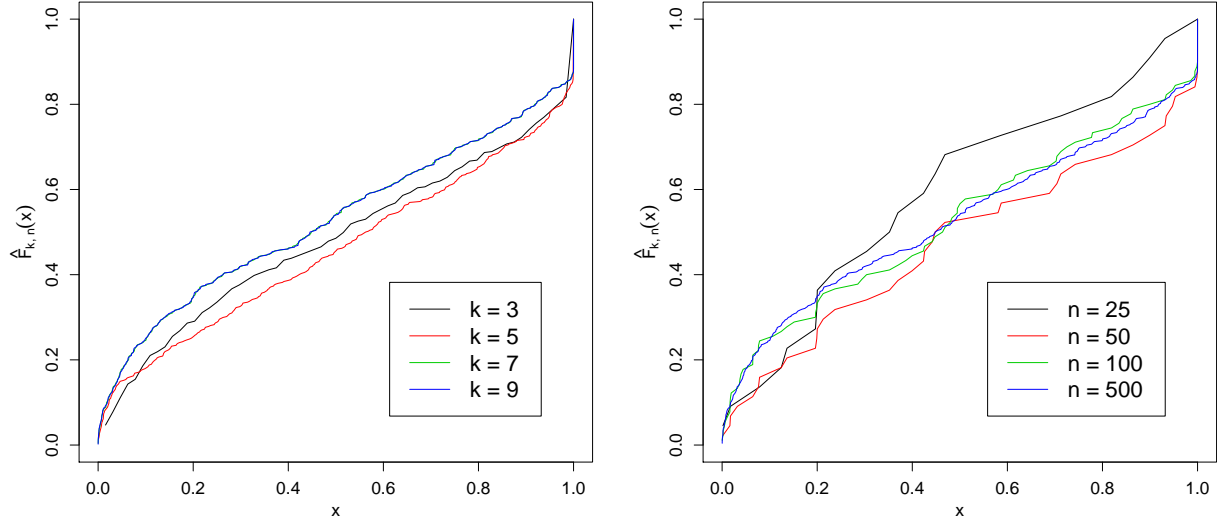 1.0
0.8
0.6
0.4
0.2
0.0
F̂k, n(x)
k = 3
k = 5
k = 7
k = 9
0.0 0.2 0.4 0.6 0.8 1.0
x
1.0
0.8
0.6
0.4
0.2
0.0
F̂k, n(x)
n = 25
n = 50
n = 100
n = 500
0.0 0.2 0.4 0.6 0.8 1.0
x